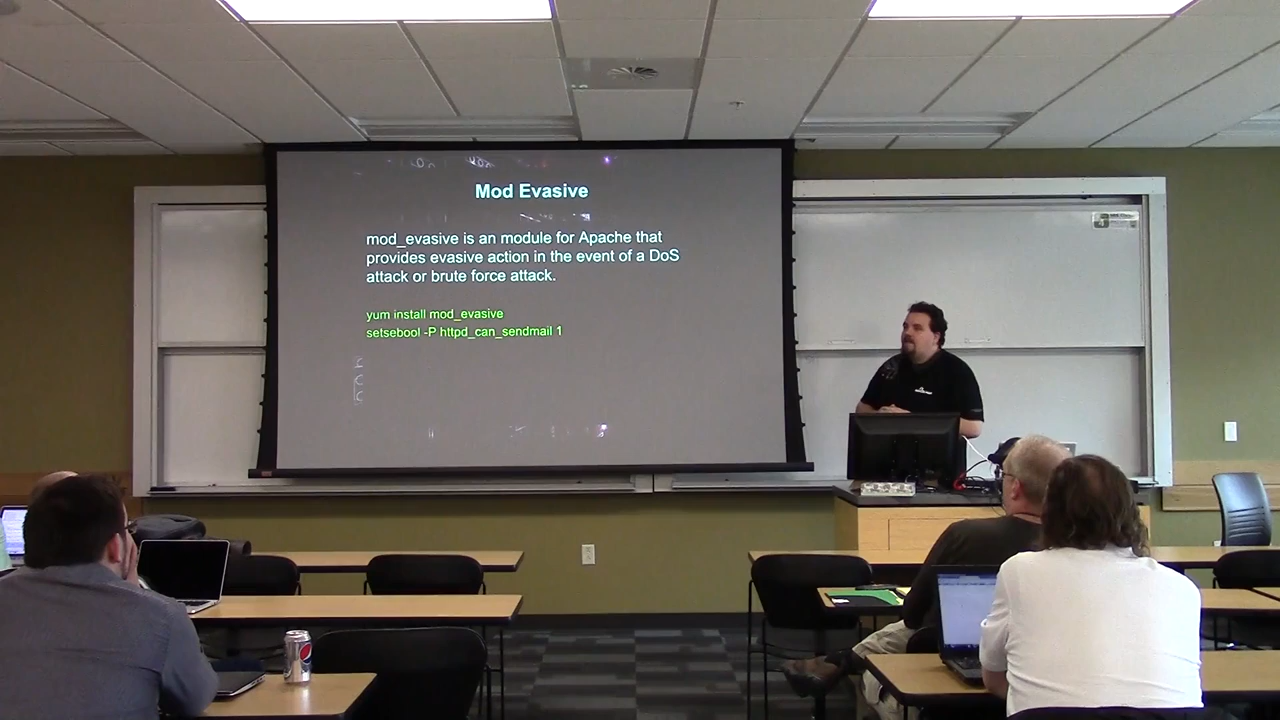 Mod Evasive
mod_evasive is an module for Apache that
provides evasive action in the event of a DoS
attack or brute force attack.
yum install mod_evasive
setsebool -P httpd_can_sendmail 1